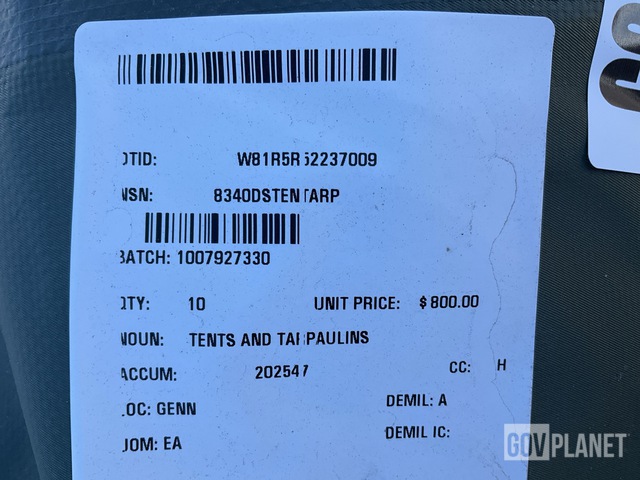 DTID: W81R5R52237009
NSN: 8340DSTENTARP
BATCH: 1007927330
QTY: 10 UNIT PRICE: $ 800.00
NOUN: TENTS AND TARPAULINS
ACCUM: 202547 CC: H
LOC: GENN DEMIL: A
UOM: EA DEMIL IC:
GOVPLANET